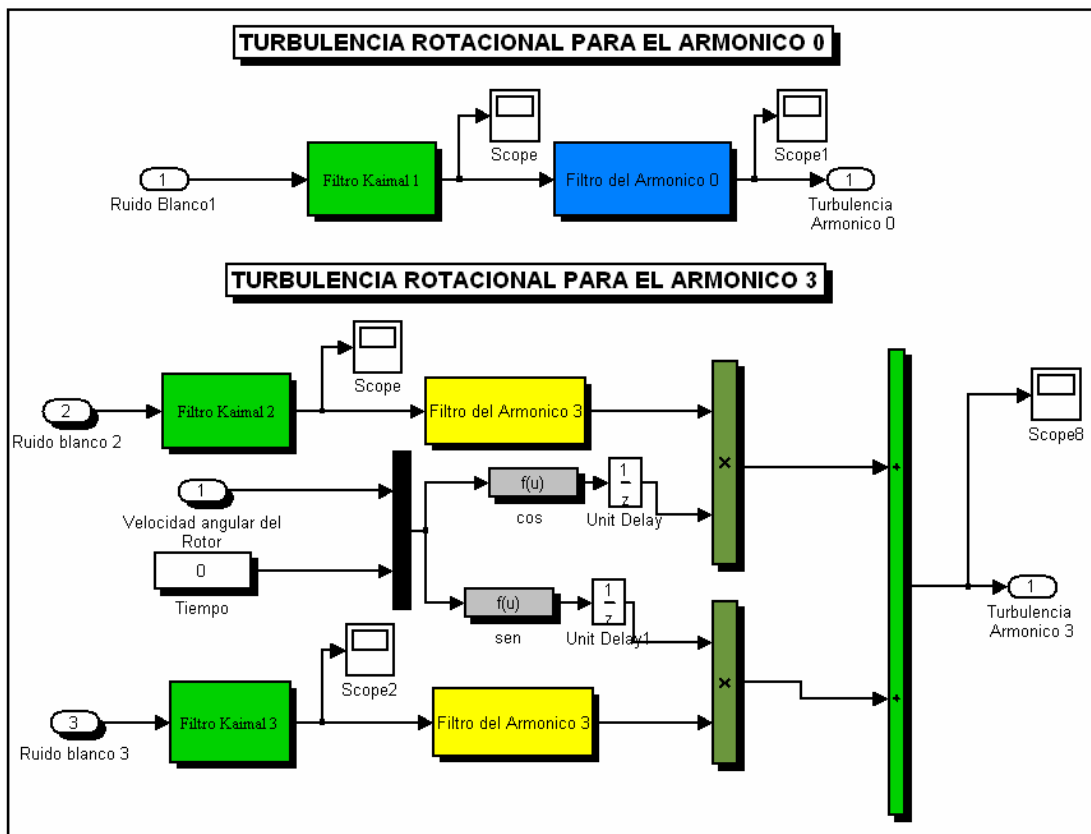 TURBULENCIA ROTACIONAL PARA EL ARMONICO 0
Scope
Scope1
1
Ruido Blanco1
Filtro Kaimal 1
Filtro del Armonico 0
1
Turbulencia
Armonico 0
TURBULENCIA ROTACIONAL PARA EL ARMONICO 3
Scope
2
Ruido blanco 2
Filtro Kaimal 2
Filtro del Armonico 3
Scope8
1
Velocidad angular del
Rotor
f(u)
cos
1
z
Unit Delay
×
+
0
Tiempo
f(u)
sen
1
z
Unit Delay1
1
Turbulencia
Armonico 3
Scope2
×
+
3
Ruido blanco 3
Filtro Kaimal 3
Filtro del Armonico 3